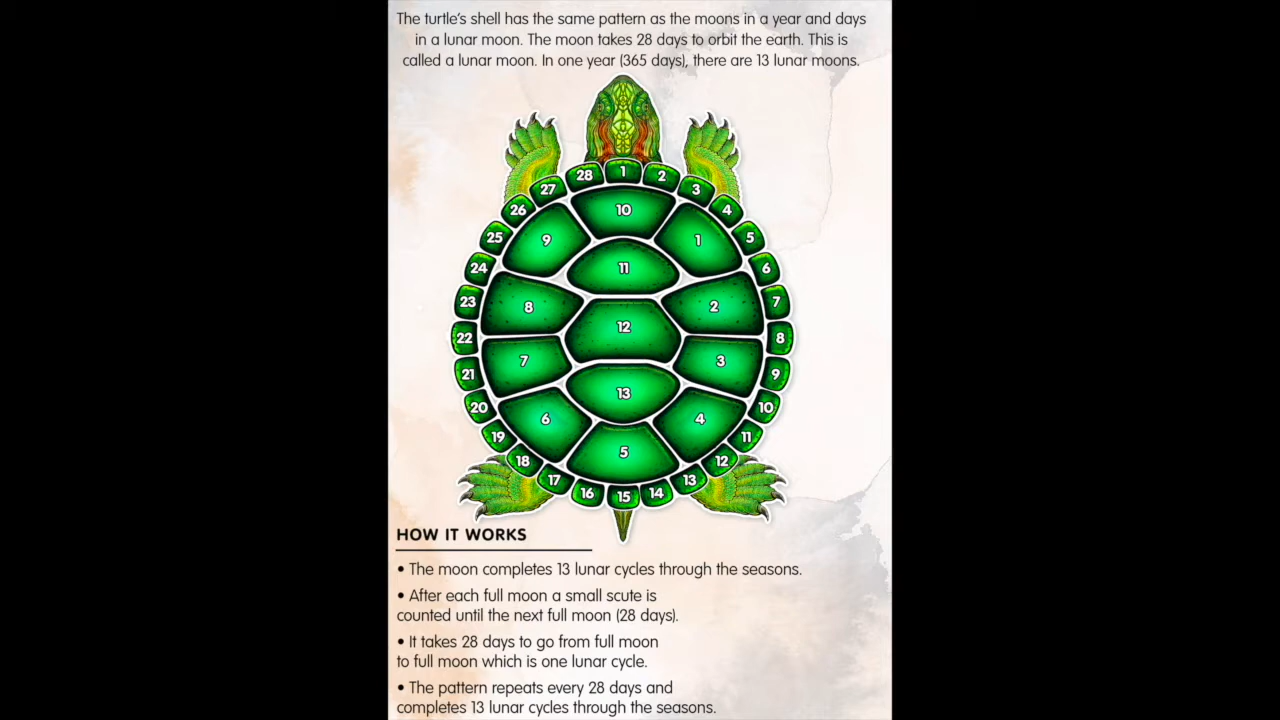 The turtle's shell has the same pattern as the moons in a year and days
in a lunar moon. The moon takes 28 days to orbit the earth. This is
called a lunar moon. In one year (365 days), there are 13 lunar moons.
28 1 2
27 3
26 10 4
25 9 1 5
24 11 6
23 8 2 7
22 12 8
21 7 3 9
20 13 10
19 6 4 11
18 5 12
17 13
16 15 14
HOW IT WORKS
• The moon completes 13 lunar cycles through the seasons.
• After each full moon a small scute is
counted until the next full moon (28 days).
• It takes 28 days to go from full moon
to full moon which is one lunar cycle.
• The pattern repeats every 28 days and
completes 13 lunar cycles through the seasons.